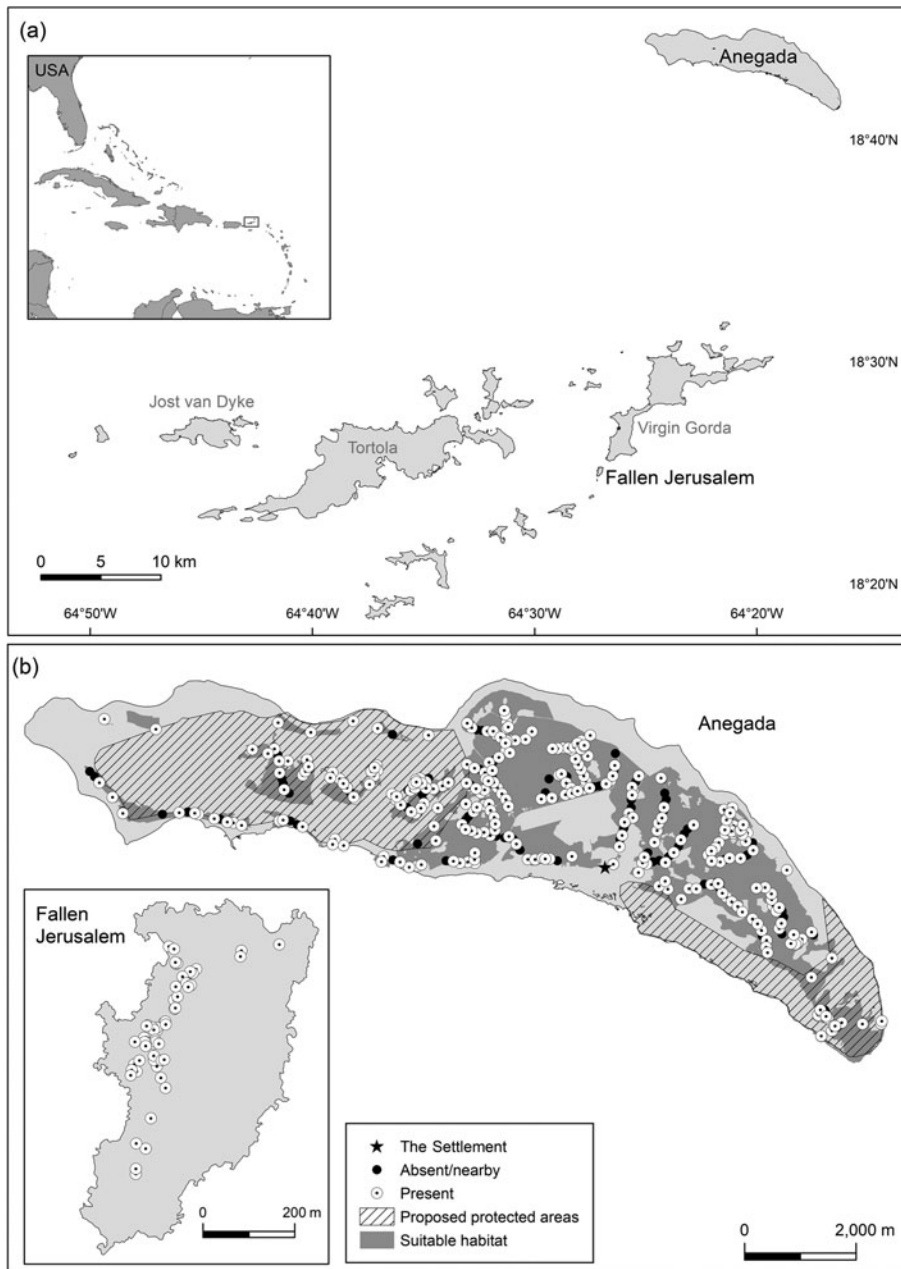 (a)
USA
Anegada
18°40'N
18°30'N
Jost van Dyke
Tortola
Virgin Gorda
Fallen Jerusalem
0 5 10 km
18°20'N
64°50'W 64°40'W 64°30'W 64°20'W
(b)
Anegada
Fallen
Jerusalem
The Settlement
Absent/nearby
Present
Proposed protected areas
Suitable habitat
0 200 m
0 2,000 m